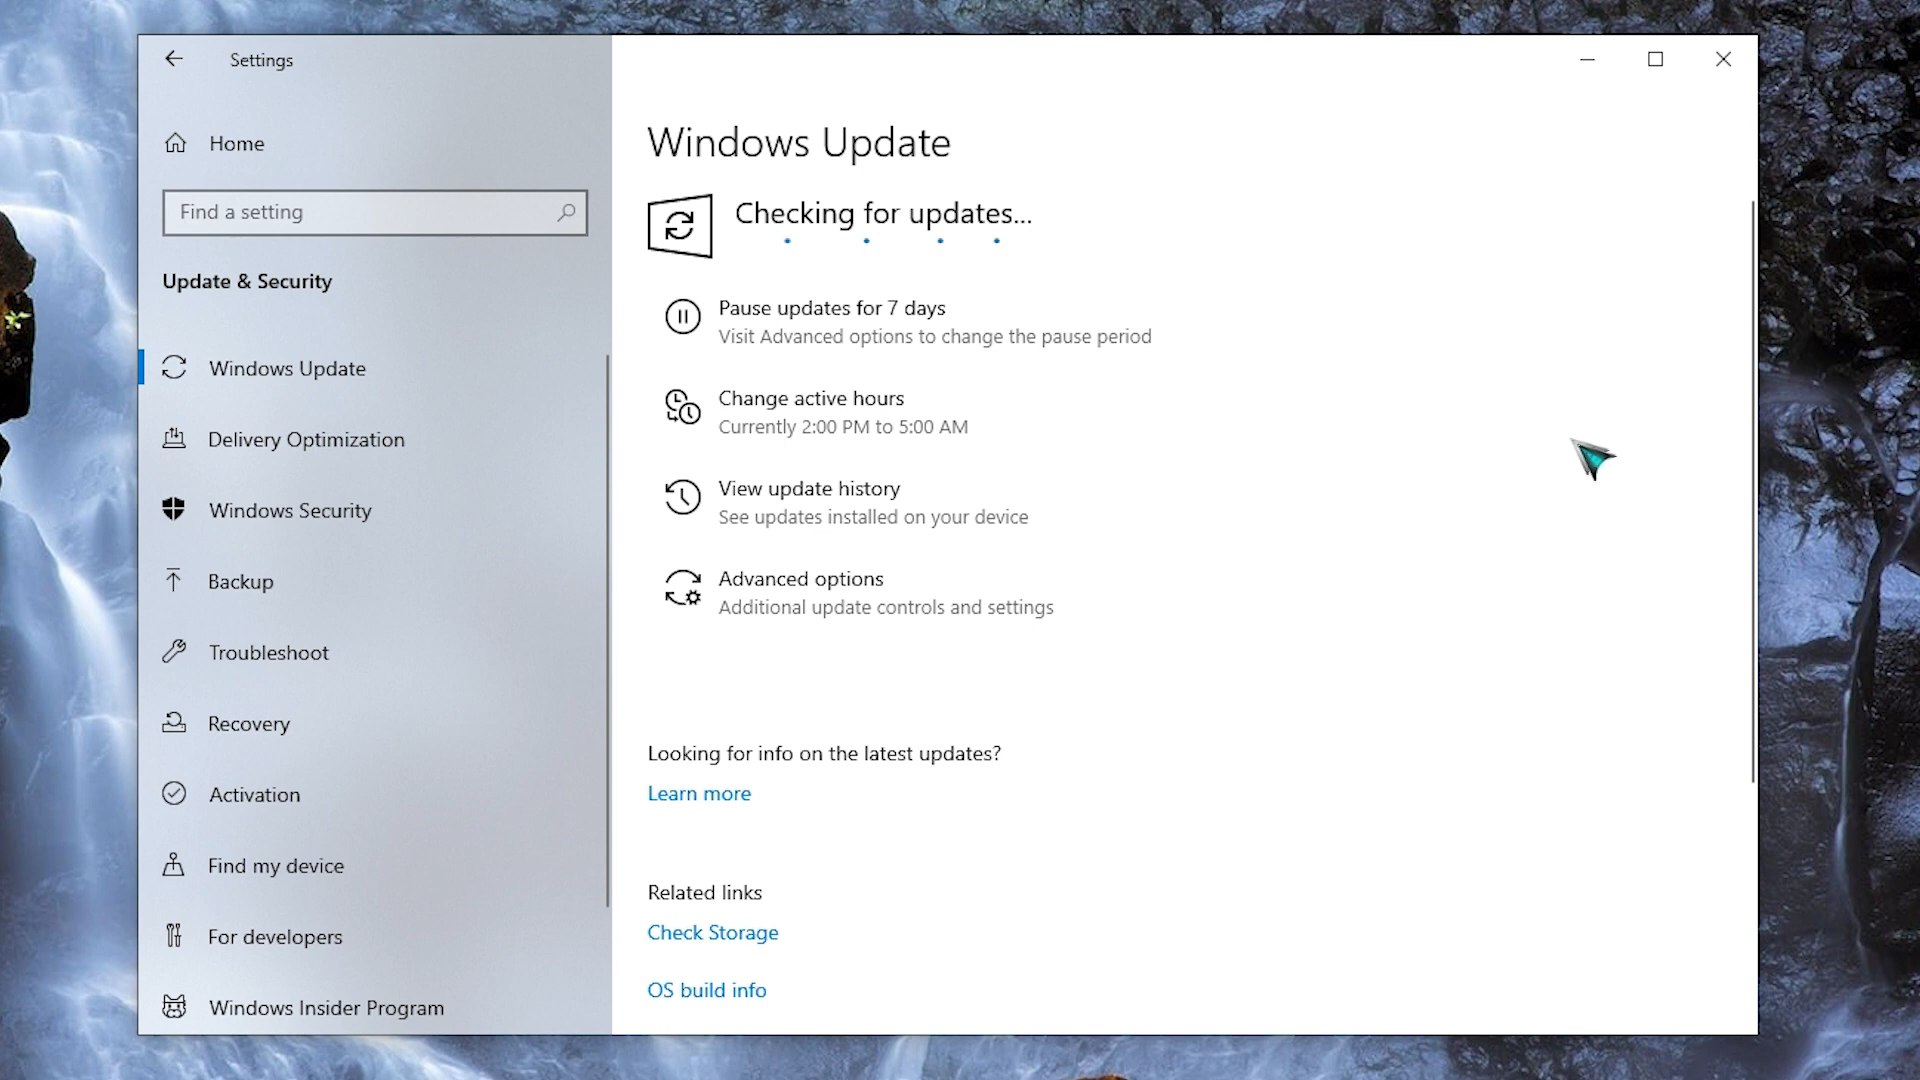 Settings
Home
Find a setting
Update & Security
Windows Update
Delivery Optimization
Windows Security
Backup
Troubleshoot
Recovery
Activation
Find my device
For developers
Windows Insider Program
Windows Update
Checking for updates...
Pause updates for 7 days
Visit Advanced options to change the pause period
Change active hours
Currently 2:00 PM to 5:00 AM
View update history
See updates installed on your device
Advanced options
Additional update controls and settings
Looking for info on the latest updates?
Learn more
Related links
Check Storage
OS build info